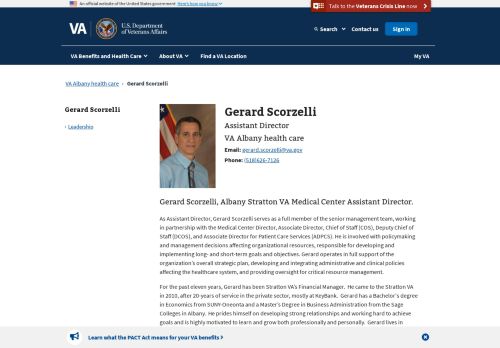 An official website of the United States government Here's how you know
Talk to the Veterans Crisis Line now
VA
U.S. Department
of Veterans Affairs
Search
Contact us
Sign in
VA Benefits and Health Care
About VA
Find a VA Location
My VA
VA Albany health care › Gerard Scorzelli
Gerard Scorzelli
› Leadership
Gerard Scorzelli
Assistant Director
VA Albany health care
Email: gerard.scorzelli@va.gov
Phone: (518)626-7126
Gerard Scorzelli, Albany Stratton VA Medical Center Assistant Director.
As Assistant Director, Gerard Scorzelli serves as a full member of the senior management team, working
in partnership with the Medical Center Director, Associate Director, Chief of Staff (COS), Deputy Chief of
Staff (DCOS), and Associate Director for Patient Care Services (ADPCS). He is involved with policymaking
and management decisions affecting organizational resources, responsible for developing and
implementing long- and short-term goals and objectives. Gerard operates in full support of the
organization's overall strategic plan, developing and integrating administrative and clinical policies
affecting the healthcare system, and providing oversight for critical resource management.
For the past eleven years, Gerard has been Stratton VA's Financial Manager. He came to the Stratton VA
in 2010, after 20 years of service in the private sector, mostly at KeyBank. Gerard has a Bachelor's degree
in Economics from SUNY-Oneonta and a Master's Degree in Business Administration from the Sage
Colleges in Albany. He prides himself on developing strong relationships and working hard to achieve
goals and is highly motivated to learn and grow both professionally and personally. Gerard lives in
Learn what the PACT Act means for your VA benefits >